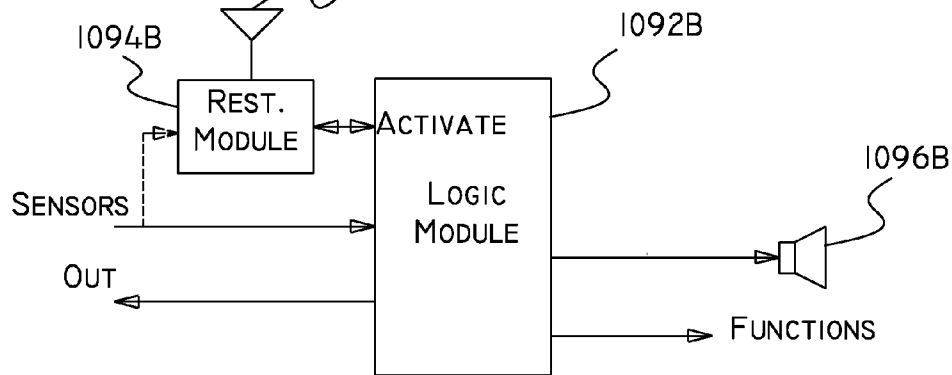 1094B
1092B
REST.
MODULE
ACTIVATE
1096B
SENSORS
LOGIC
MODULE
OUT
FUNCTIONS